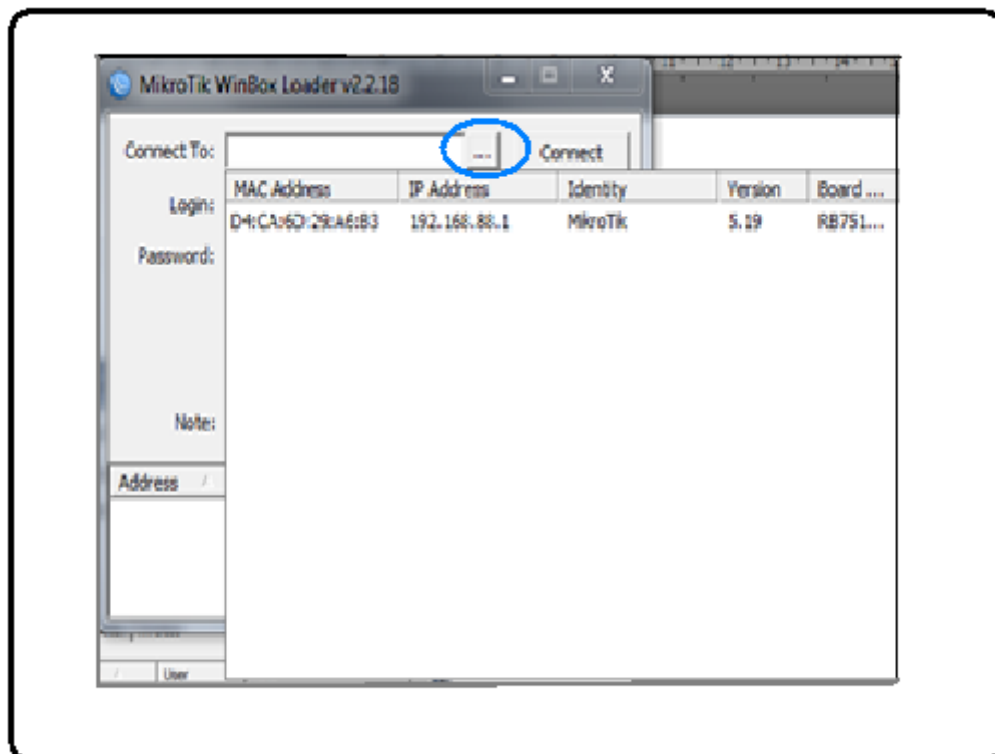 MikroTik WinBox Loader v2.2.18
Connect To: ... Connect
MAC Address IP Address Identity Version Board ....
Login:
D4:CA:6D:29:A6:B3 192.168.88.1 MikroTik 5.19 RB751...
Password:
Note:
Address
User